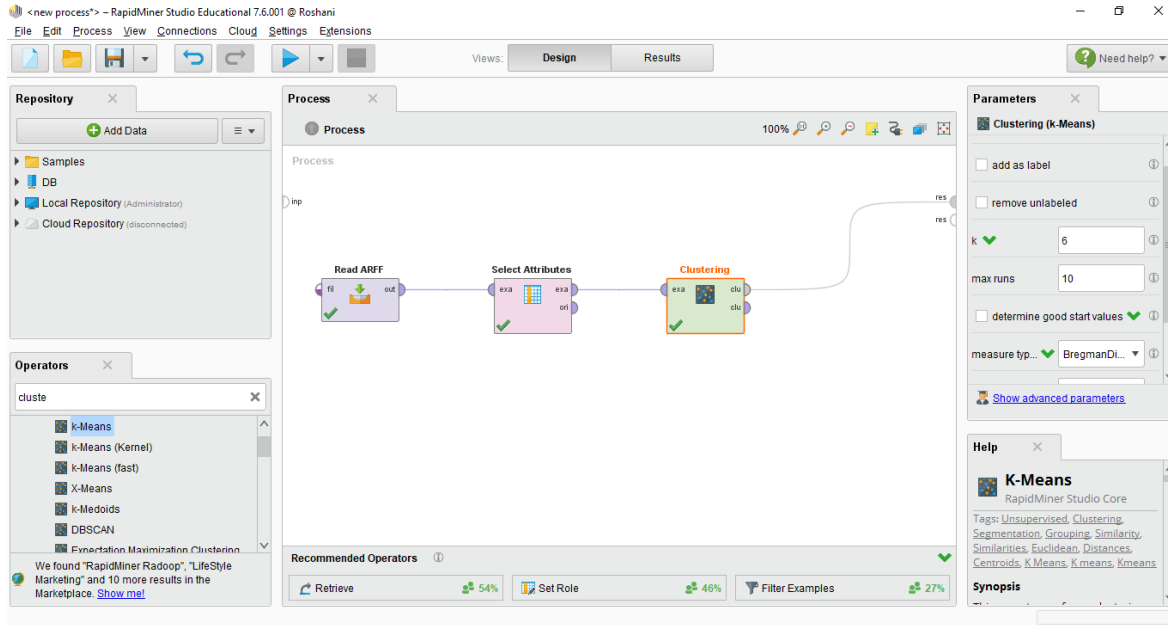 <new process*> – RapidMiner Studio Educational 7.6.001 @ Roshani
File Edit Process View Connections Cloud Settings Extensions
Views: Design Results Need help?
Repository
Add Data
Samples
DB
Local Repository (Administrator)
Cloud Repository (disconnected)
Operators
cluste
k-Means
k-Means (Kernel)
k-Means (fast)
X-Means
k-Medoids
DBSCAN
Expectation Maximization Clustering
We found "RapidMiner Radoop", "LifeStyle
Marketing" and 10 more results in the
Marketplace. Show me!
Process
Process
100%
Process
inp
res
res
Read ARFF
fil out
Select Attributes
exa exa
ori
Clustering
exa clu
clu
Recommended Operators
Retrieve 54% Set Role 46% Filter Examples 27%
Parameters
Clustering (k-Means)
add as label
remove unlabeled
k 6
max runs 10
determine good start values
measure typ... BregmanDi...
Show advanced parameters
Help
K-Means
RapidMiner Studio Core
Tags: Unsupervised, Clustering,
Segmentation, Grouping, Similarity,
Similarities, Euclidean, Distances,
Centroids, K Means, K means, Kmeans
Synopsis